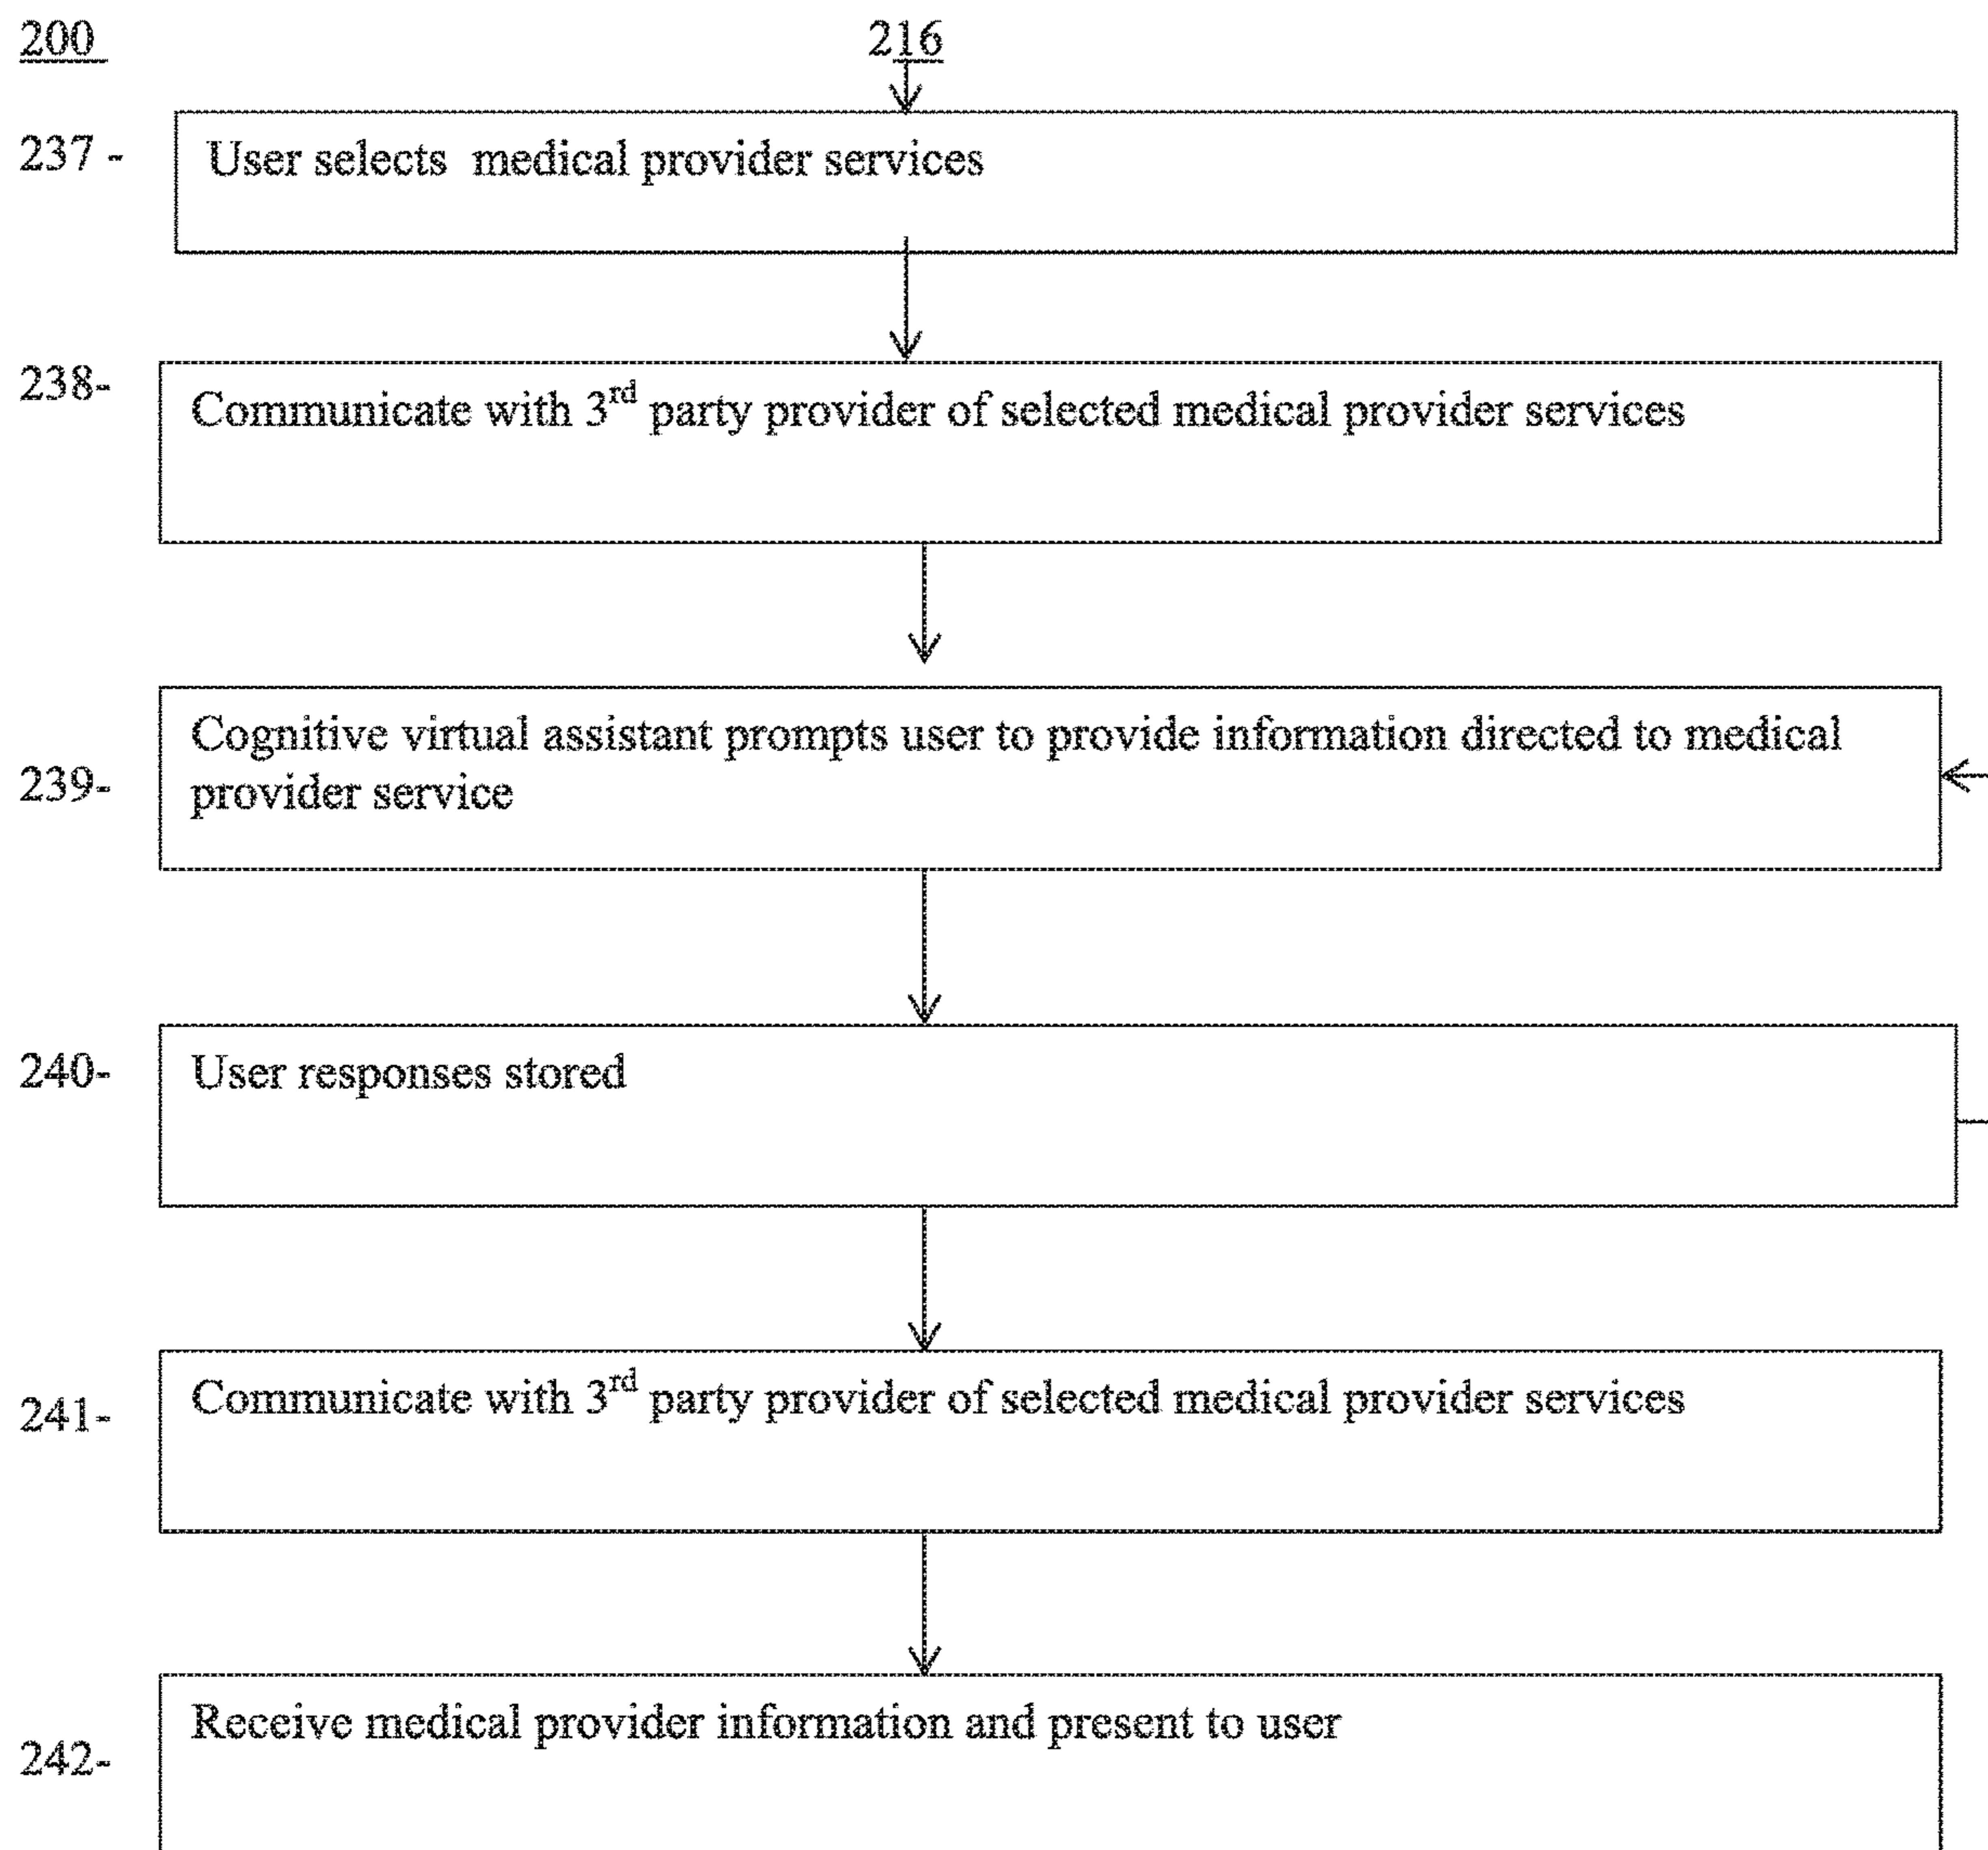 200
216
237 -
User selects  medical provider services
238-
Communicate with 3rd party provider of selected medical provider services
239-
Cognitive virtual assistant prompts user to provide information directed to medical
provider service
240-
User responses stored
241-
Communicate with 3rd party provider of selected medical provider services
242-
Receive medical provider information and present to user